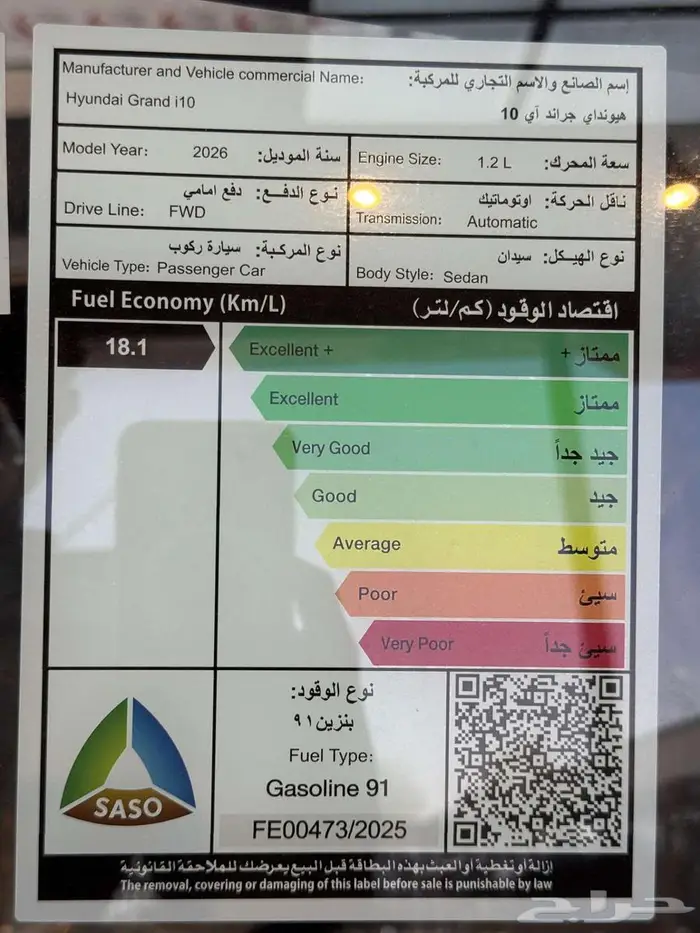 Manufacturer and Vehicle commercial Name:
إسم الصانع والاسم التجاري للمركبة:
Hyundai Grand i10
هيونداي جراند آي 10
Model Year: 2026 سنة الموديل:
Engine Size: 1.2 L سعة المحرك:
نوع الدفع: دفع امامي
Drive Line: FWD
ناقل الحركة: اوتوماتيك
Transmission: Automatic
نوع المركبة: سيارة ركوب
Vehicle Type: Passenger Car
نوع الهيكل: سيدان
Body Style: Sedan
Fuel Economy (Km/L) اقتصاد الوقود (كم/لتر)
18.1
Excellent + ممتاز +
Excellent ممتاز
Very Good جيد جداً
Good جيد
Average متوسط
Poor سيئ
Very Poor سيئ جداً
SASO
نوع الوقود:
بنزين ٩١
Fuel Type:
Gasoline 91
FE00473/2025
إزالة أو تغطية أو العبث بهذه البطاقة قبل البيع يعرضك للملاحقة القانونية
The removal, covering or damaging of this label before sale is punishable by law
حراج